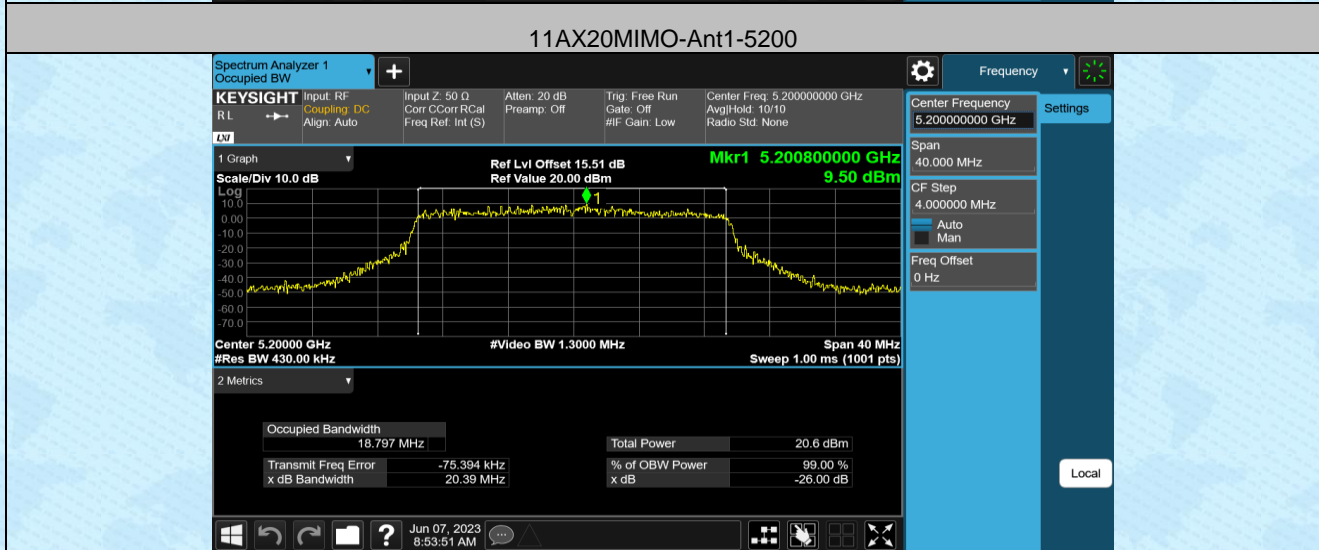 11AX20MIMO-Ant1-5200
Spectrum Analyzer 1
Occupied BW
Frequency
KEYSIGHT
R L
LXI
Input: RF
Coupling: DC
Align: Auto
Input Z: 50 Ω
Corr CCorr RCal
Freq Ref: Int (S)
Atten: 20 dB
Preamp: Off
Trig: Free Run
Gate: Off
#IF Gain: Low
Center Freq: 5.200000000 GHz
Avg|Hold: 10/10
Radio Std: None
Center Frequency
5.200000000 GHz
Settings
Span
40.000 MHz
CF Step
4.000000 MHz
Auto
Man
Freq Offset
0 Hz
Local
1 Graph
Scale/Div 10.0 dB
Ref Lvl Offset 15.51 dB
Ref Value 20.00 dBm
Mkr1 5.200800000 GHz
9.50 dBm
Log
1
10.0
0.00
-10.0
-20.0
-30.0
-40.0
-50.0
-60.0
-70.0
Center 5.20000 GHz
#Video BW 1.3000 MHz
Span 40 MHz
#Res BW 430.00 kHz
Sweep 1.00 ms (1001 pts)
2 Metrics
Occupied Bandwidth
18.797 MHz
Total Power 20.6 dBm
Transmit Freq Error -75.394 kHz
% of OBW Power 99.00 %
x dB Bandwidth 20.39 MHz
x dB -26.00 dB
Jun 07, 2023
8:53:51 AM